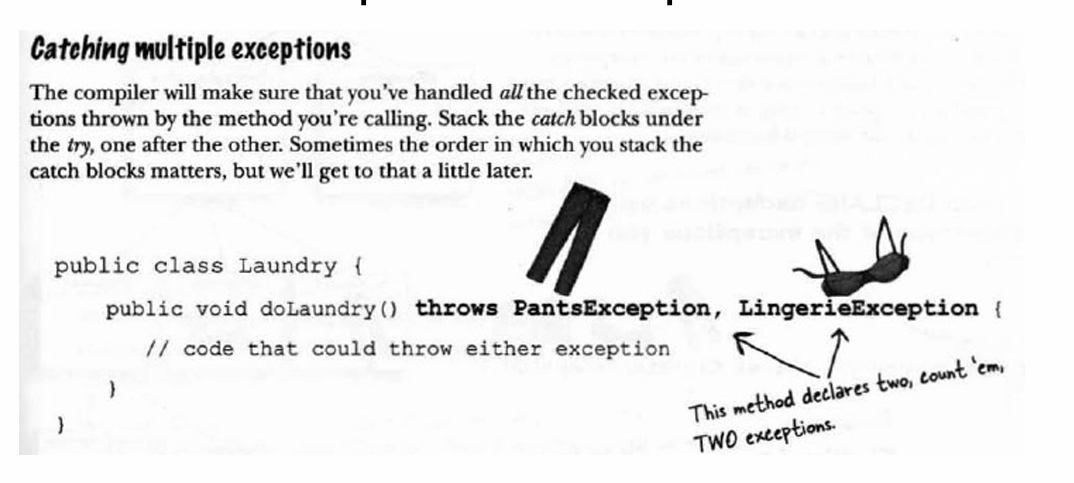 Catching multiple exceptions
The compiler will make sure that you've handled all the checked excep-
tions thrown by the method you're calling. Stack the catch blocks under
the try, one after the other. Sometimes the order in which you stack the
catch blocks matters, but we'll get to that a little later.
public class Laundry {
public void doLaundry() throws PantsException, LingerieException {
// code that could throw either exception
}
}
This method declares two, count 'em,
TWO exceptions.